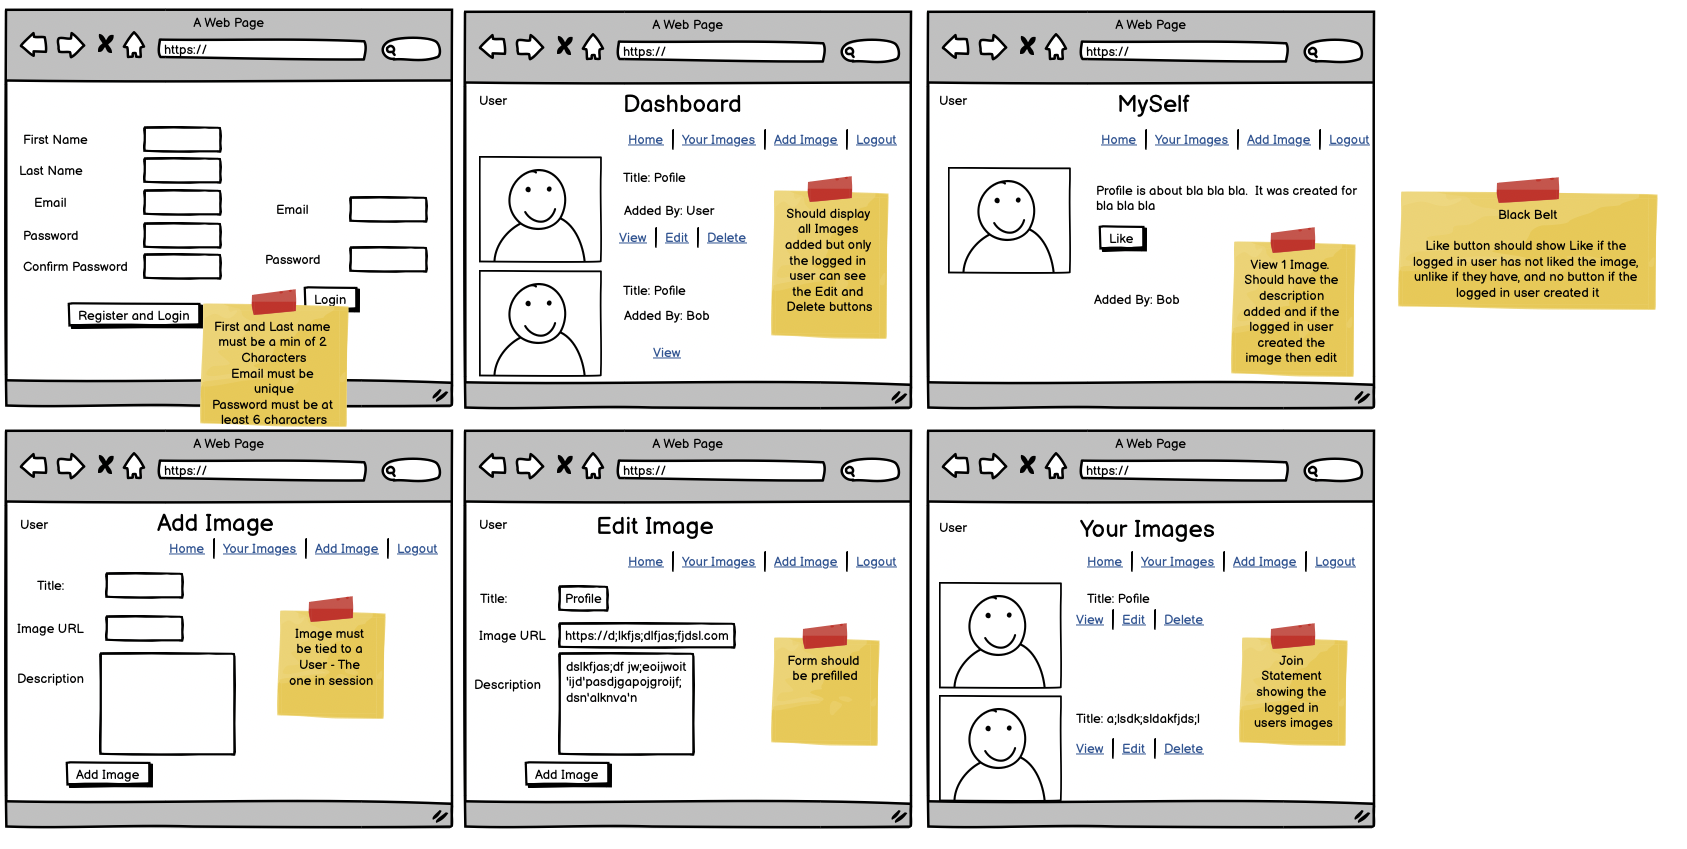 A Web Page
https://
First Name
Last Name
Email
Password
Confirm Password
Register and Login
Email
Password
Login
First and Last name
must be a min of 2
Characters
Email must be
unique
Password must be at
least 6 characters
A Web Page
https://
User
Dashboard
Home
Your Images
Add Image
Logout
Title: Pofile
Added By: User
View
Edit
Delete
Title: Pofile
Added By: Bob
View
Should display
all Images
added but only
the logged in
user can see
the Edit and
Delete buttons
A Web Page
https://
User
MySelf
Home
Your Images
Add Image
Logout
Profile is about bla bla bla. It was created for
bla bla bla
Like
Added By: Bob
View 1 Image.
Should have the
description
added and if the
logged in user
created the
image then edit
Black Belt
Like button should show Like if the
logged in user has not liked the image,
unlike if they have, and no button if the
logged in user created it
A Web Page
https://
User
Add Image
Home
Your Images
Add Image
Logout
Title:
Image URL
Description
Add Image
Image must
be tied to a
User - The
one in session
A Web Page
https://
User
Edit Image
Home
Your Images
Add Image
Logout
Title:
Profile
Image URL
https://d;lkfjs;dlfjas;fjdsl.com
Description
dslkfjas;df jw;eoijwoit
'ijd'pasdjgapojgroijf;
dsn'alknva'n
Add Image
Form should
be prefilled
A Web Page
https://
User
Your Images
Home
Your Images
Add Image
Logout
Title: Pofile
View
Edit
Delete
Title: a;lsdk;sldakfjds;l
View
Edit
Delete
Join
Statement
showing the
logged in
users images